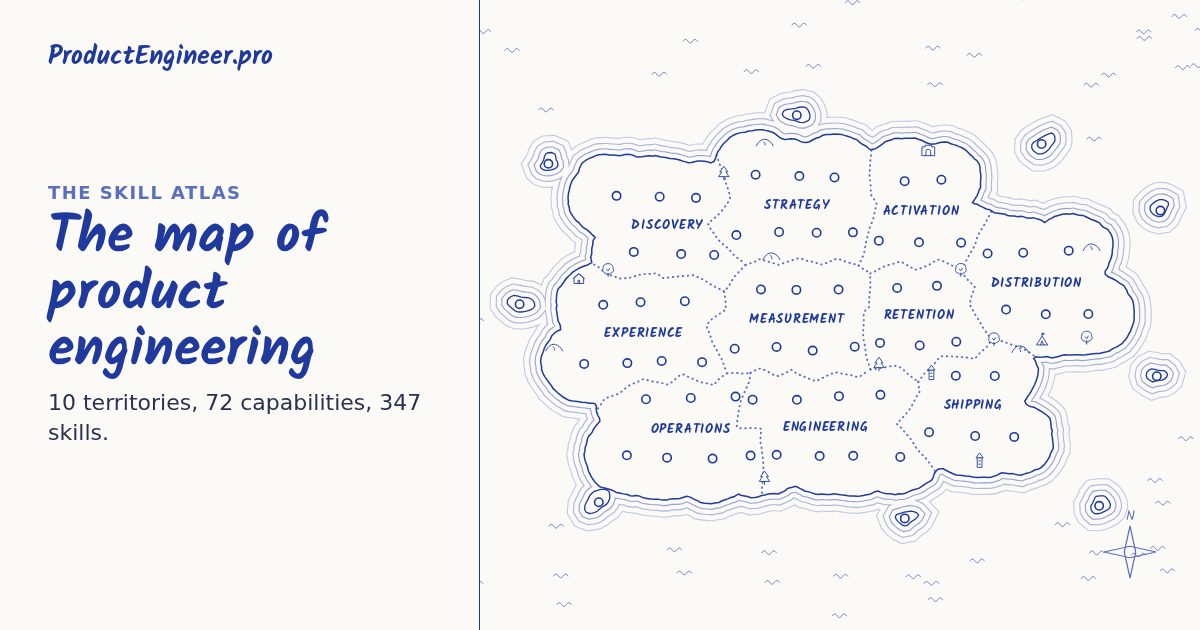 ProductEngineer.pro
THE SKILL ATLAS
The map of
product
engineering
10 territories, 72 capabilities, 347
skills.
STRATEGY
ACTIVATION
DISCOVERY
DISTRIBUTION
MEASUREMENT
RETENTION
EXPERIENCE
SHIPPING
ENGINEERING
OPERATIONS
N